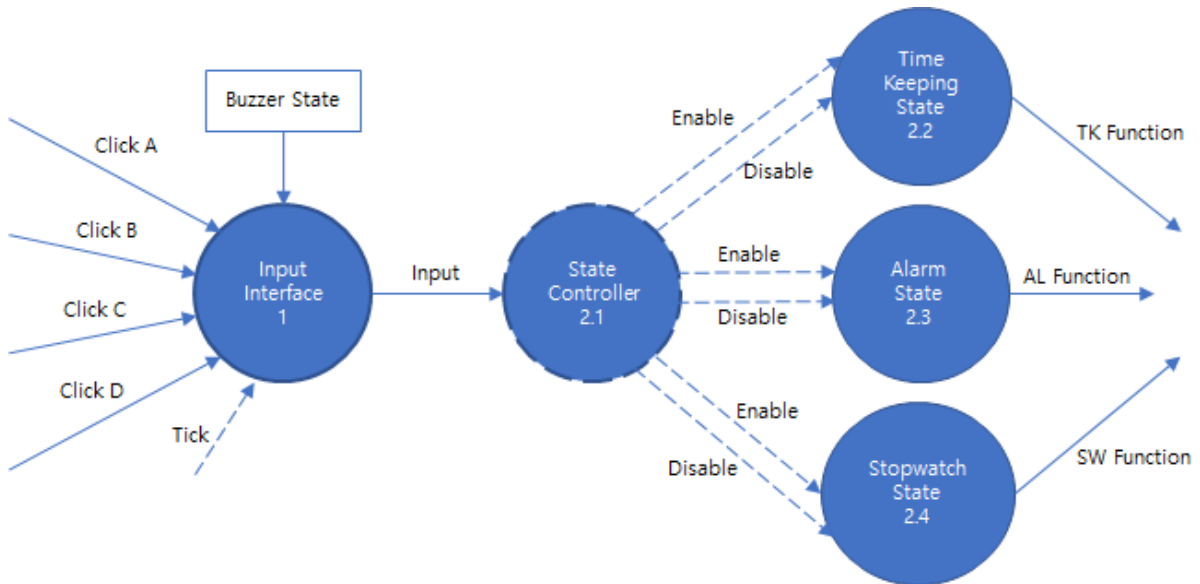 Buzzer State
Click A
Click B
Click C
Click D
Tick
Input
Interface
1
Input
State
Controller
2.1
Enable
Disable
Enable
Disable
Enable
Disable
Time
Keeping
State
2.2
Alarm
State
2.3
Stopwatch
State
2.4
TK Function
AL Function
SW Function